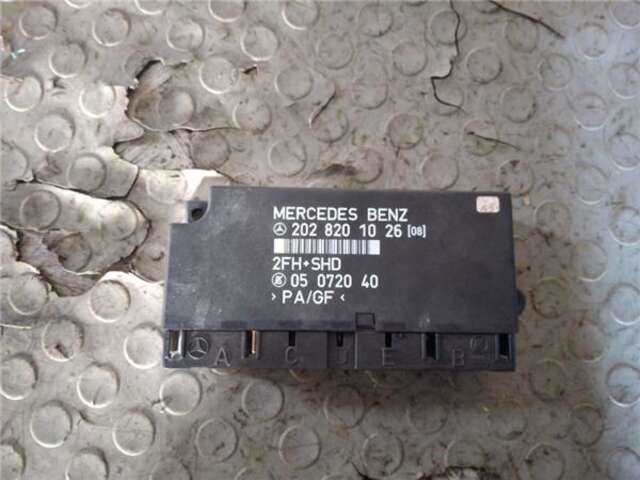 MERCEDES BENZ
202 820 10 26 [08]
2FH+SHD
05 0720 40
> PA/GF <
A C D E B